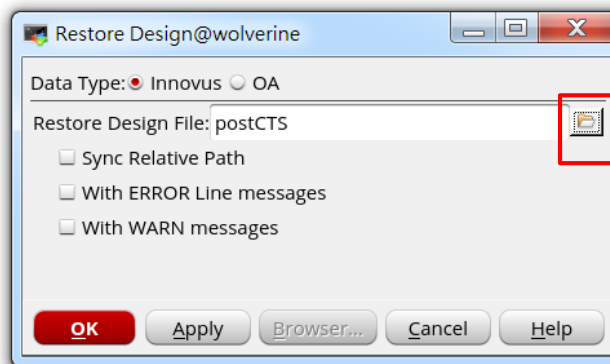 Restore Design@wolverine
Data Type: Innovus OA
Restore Design File: postCTS
Sync Relative Path
With ERROR Line messages
With WARN messages
OK Apply Browser... Cancel Help